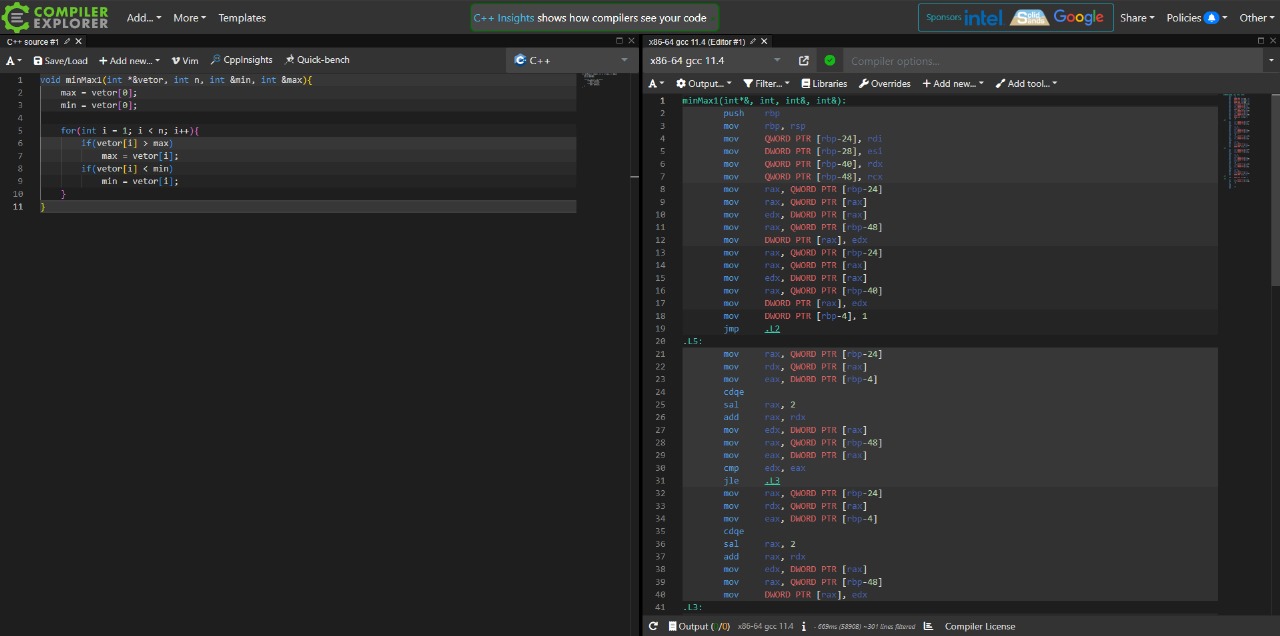 COMPILER
EXPLORER
Add...
More
Templates
C++ Insights shows how compilers see your code
Sponsors
intel
Solid Sands
Google
Share
Policies
Other
C++ source #1
A
Save/Load
Add new...
Vim
CppInsights
Quick-bench
C++
1 void minMax1(int *&vetor, int n, int &min, int &max){
2 max = vetor[0];
3 min = vetor[0];
4
5 for(int i = 1; i < n; i++){
6 if(vetor[i] > max)
7 max = vetor[i];
8 if(vetor[i] < min)
9 min = vetor[i];
10 }
11 }
x86-64 gcc 11.4 (Editor #1)
x86-64 gcc 11.4
Compiler options...
A
Output...
Filter...
Libraries
Overrides
Add new...
Add tool...
1 minMax1(int*&, int, int&, int&):
2 push rbp
3 mov rbp, rsp
4 mov QWORD PTR [rbp-24], rdi
5 mov DWORD PTR [rbp-28], esi
6 mov QWORD PTR [rbp-40], rdx
7 mov QWORD PTR [rbp-48], rcx
8 mov rax, QWORD PTR [rbp-24]
9 mov rax, QWORD PTR [rax]
10 mov edx, DWORD PTR [rax]
11 mov rax, QWORD PTR [rbp-48]
12 mov DWORD PTR [rax], edx
13 mov rax, QWORD PTR [rbp-24]
14 mov rax, QWORD PTR [rax]
15 mov edx, DWORD PTR [rax]
16 mov rax, QWORD PTR [rbp-40]
17 mov DWORD PTR [rax], edx
18 mov DWORD PTR [rbp-4], 1
19 jmp .L2
20 .L5:
21 mov rax, QWORD PTR [rbp-24]
22 mov rdx, QWORD PTR [rax]
23 mov eax, DWORD PTR [rbp-4]
24 cdqe
25 sal rax, 2
26 add rax, rdx
27 mov edx, DWORD PTR [rax]
28 mov rax, QWORD PTR [rbp-48]
29 mov eax, DWORD PTR [rax]
30 cmp edx, eax
31 jle .L3
32 mov rax, QWORD PTR [rbp-24]
33 mov rdx, QWORD PTR [rax]
34 mov eax, DWORD PTR [rbp-4]
35 cdqe
36 sal rax, 2
37 add rax, rdx
38 mov edx, DWORD PTR [rax]
39 mov rax, QWORD PTR [rbp-48]
40 mov DWORD PTR [rax], edx
41 .L3:
Output ( /0) x86-64 gcc 11.4 i - 669ms (5890B) ~301 lines filtered Compiler License